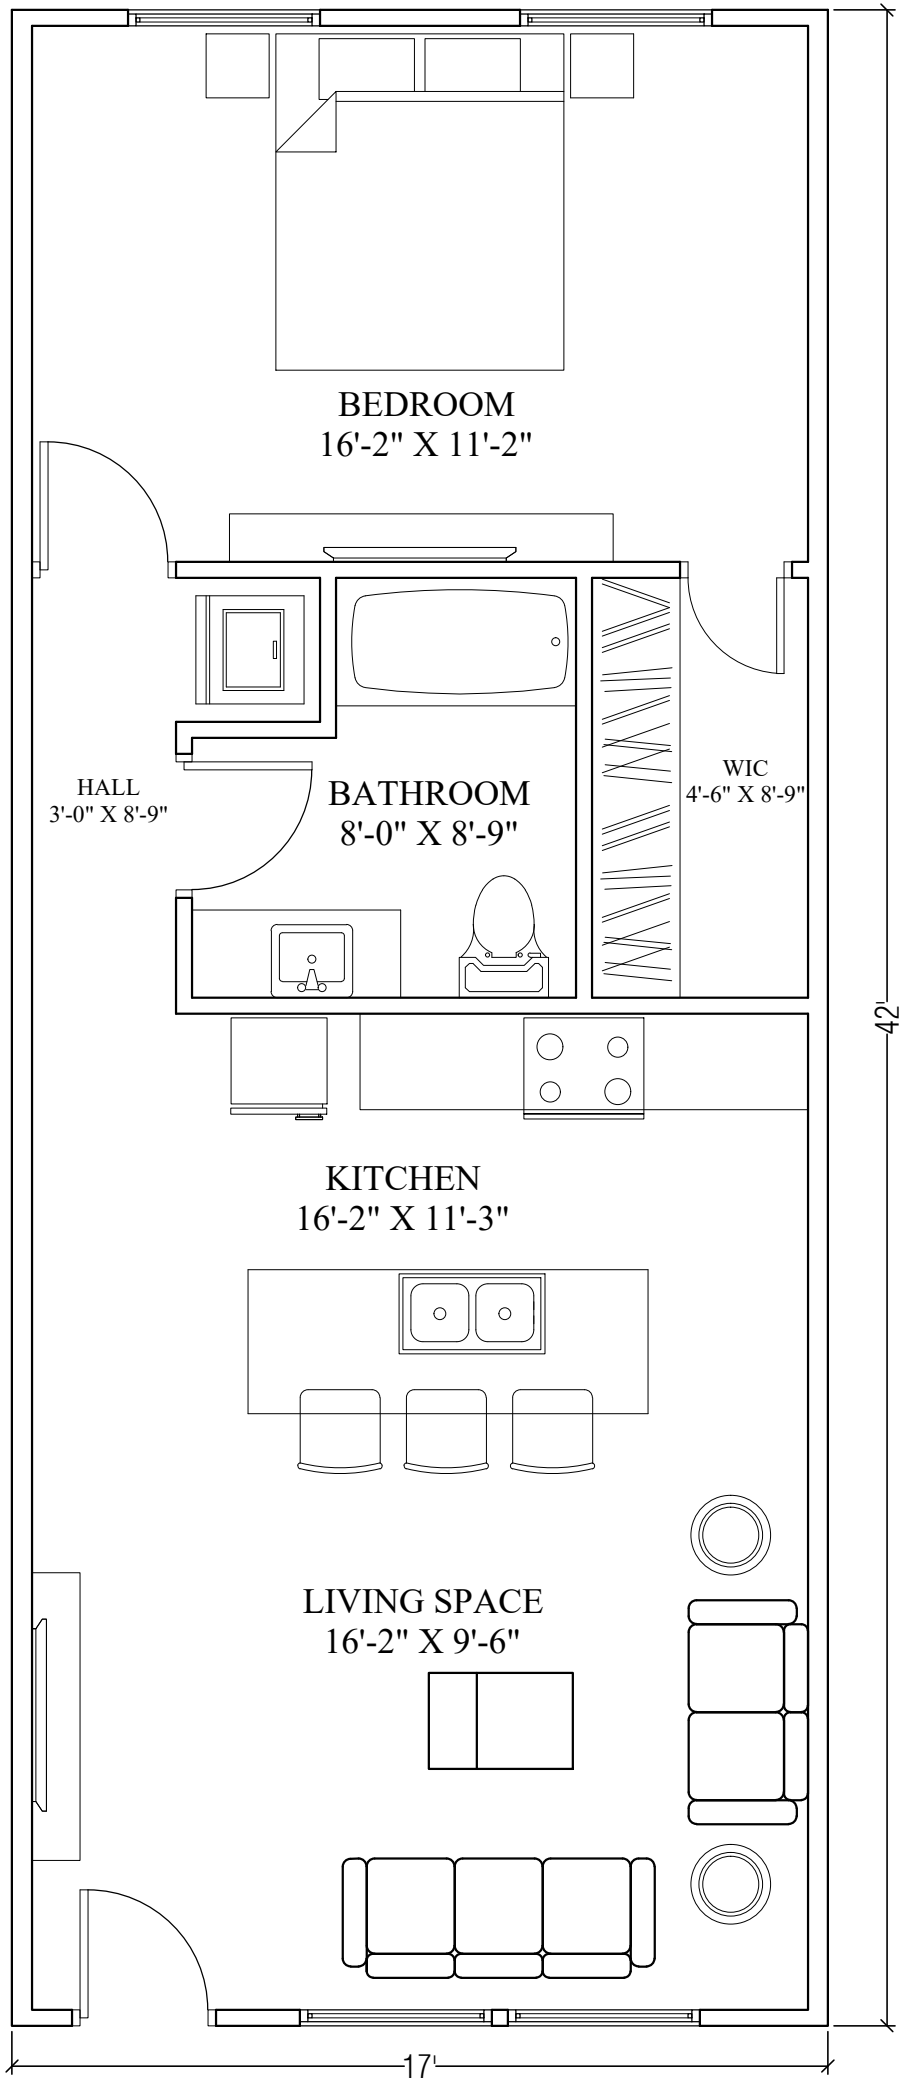 BEDROOM
16'-2" X 11'-2"
HALL
3'-0" X 8'-9"
BATHROOM
8'-0" X 8'-9"
WIC
4'-6" X 8'-9"
42'
KITCHEN
16'-2" X 11'-3"
LIVING SPACE
16'-2" X 9'-6"
17'